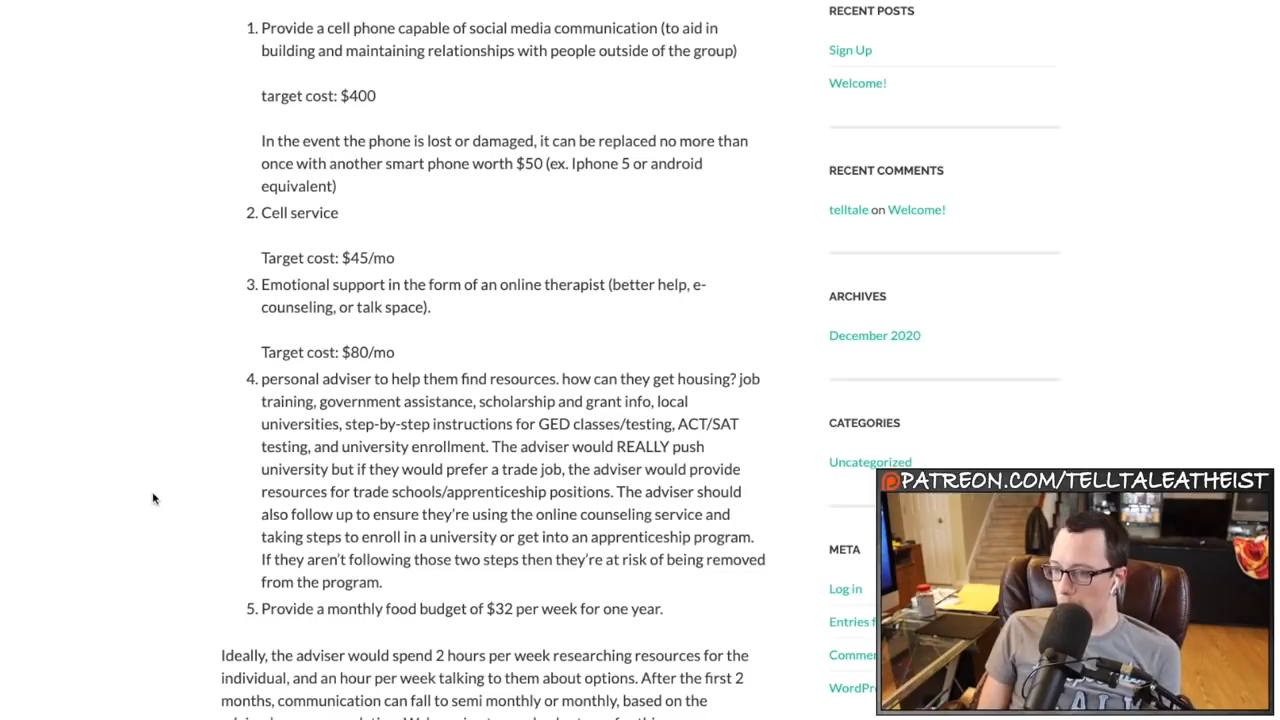 1. Provide a cell phone capable of social media communication (to aid in
building and maintaining relationships with people outside of the group)
target cost: $400
In the event the phone is lost or damaged, it can be replaced no more than
once with another smart phone worth $50 (ex. Iphone 5 or android
equivalent)
2. Cell service
Target cost: $45/mo
3. Emotional support in the form of an online therapist (better help, e-
counseling, or talk space).
Target cost: $80/mo
4. personal adviser to help them find resources. how can they get housing? job
training, government assistance, scholarship and grant info, local
universities, step-by-step instructions for GED classes/testing, ACT/SAT
testing, and university enrollment. The adviser would REALLY push
university but if they would prefer a trade job, the adviser would provide
resources for trade schools/apprenticeship positions. The adviser should
also follow up to ensure they're using the online counseling service and
taking steps to enroll in a university or get into an apprenticeship program.
If they aren't following those two steps then they're at risk of being removed
from the program.
5. Provide a monthly food budget of $32 per week for one year.
Ideally, the adviser would spend 2 hours per week researching resources for the
individual, and an hour per week talking to them about options. After the first 2
months, communication can fall to semi monthly or monthly, based on the
RECENT POSTS
Sign Up
Welcome!
RECENT COMMENTS
telltale on Welcome!
ARCHIVES
December 2020
CATEGORIES
Uncategorized
META
Log in
Entries f
Commen
WordPr
PATREON.COM/TELLTALEATHEIST